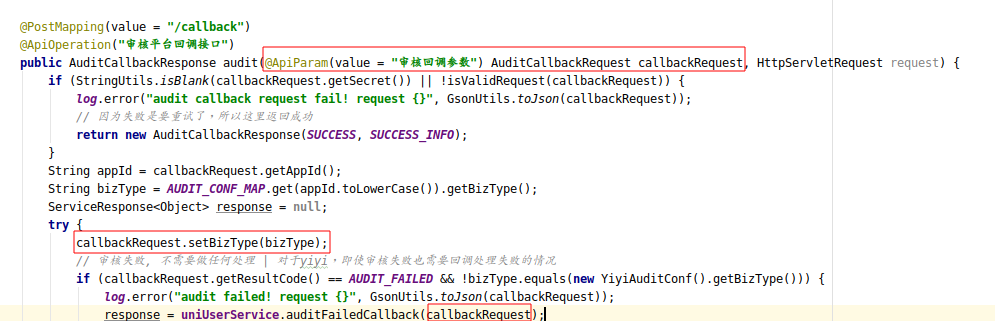 @PostMapping(value = "/callback")
@ApiOperation("审核平台回调接口")
public AuditCallbackResponse audit(@ApiParam(value = "审核回调参数") AuditCallbackRequest callbackRequest, HttpServletRequest request) {
if (StringUtils.isBlank(callbackRequest.getSecret()) || !isValidRequest(callbackRequest)) {
log.error("audit callback request fail! request {}", GsonUtils.toJson(callbackRequest));
// 因为失败是要重试了，所以这里返回成功
return new AuditCallbackResponse(SUCCESS, SUCCESS_INFO);
}
String appId = callbackRequest.getAppId();
String bizType = AUDIT_CONF_MAP.get(appId.toLowerCase()).getBizType();
ServiceResponse<Object> response = null;
try {
callbackRequest.setBizType(bizType);
// 审核失败, 不需要做任何处理 | 对于yiyi，即使审核失败也需要回调处理失败的情况
if (callbackRequest.getResultCode() == AUDIT_FAILED && !bizType.equals(new YiyiAuditConf().getBizType())) {
log.error("audit failed! request {}", GsonUtils.toJson(callbackRequest));
response = uniUserService.auditFailedCallback(callbackRequest);